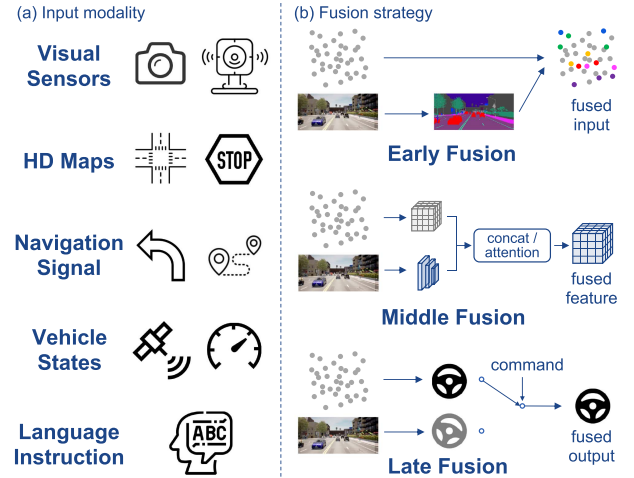 (a) Input modality
Visual
Sensors
HD Maps
STOP
Navigation
Signal
Vehicle
States
Language
Instruction
ABC
(b) Fusion strategy
fused
input
Early Fusion
concat /
attention
fused
feature
Middle Fusion
command
fused
output
Late Fusion